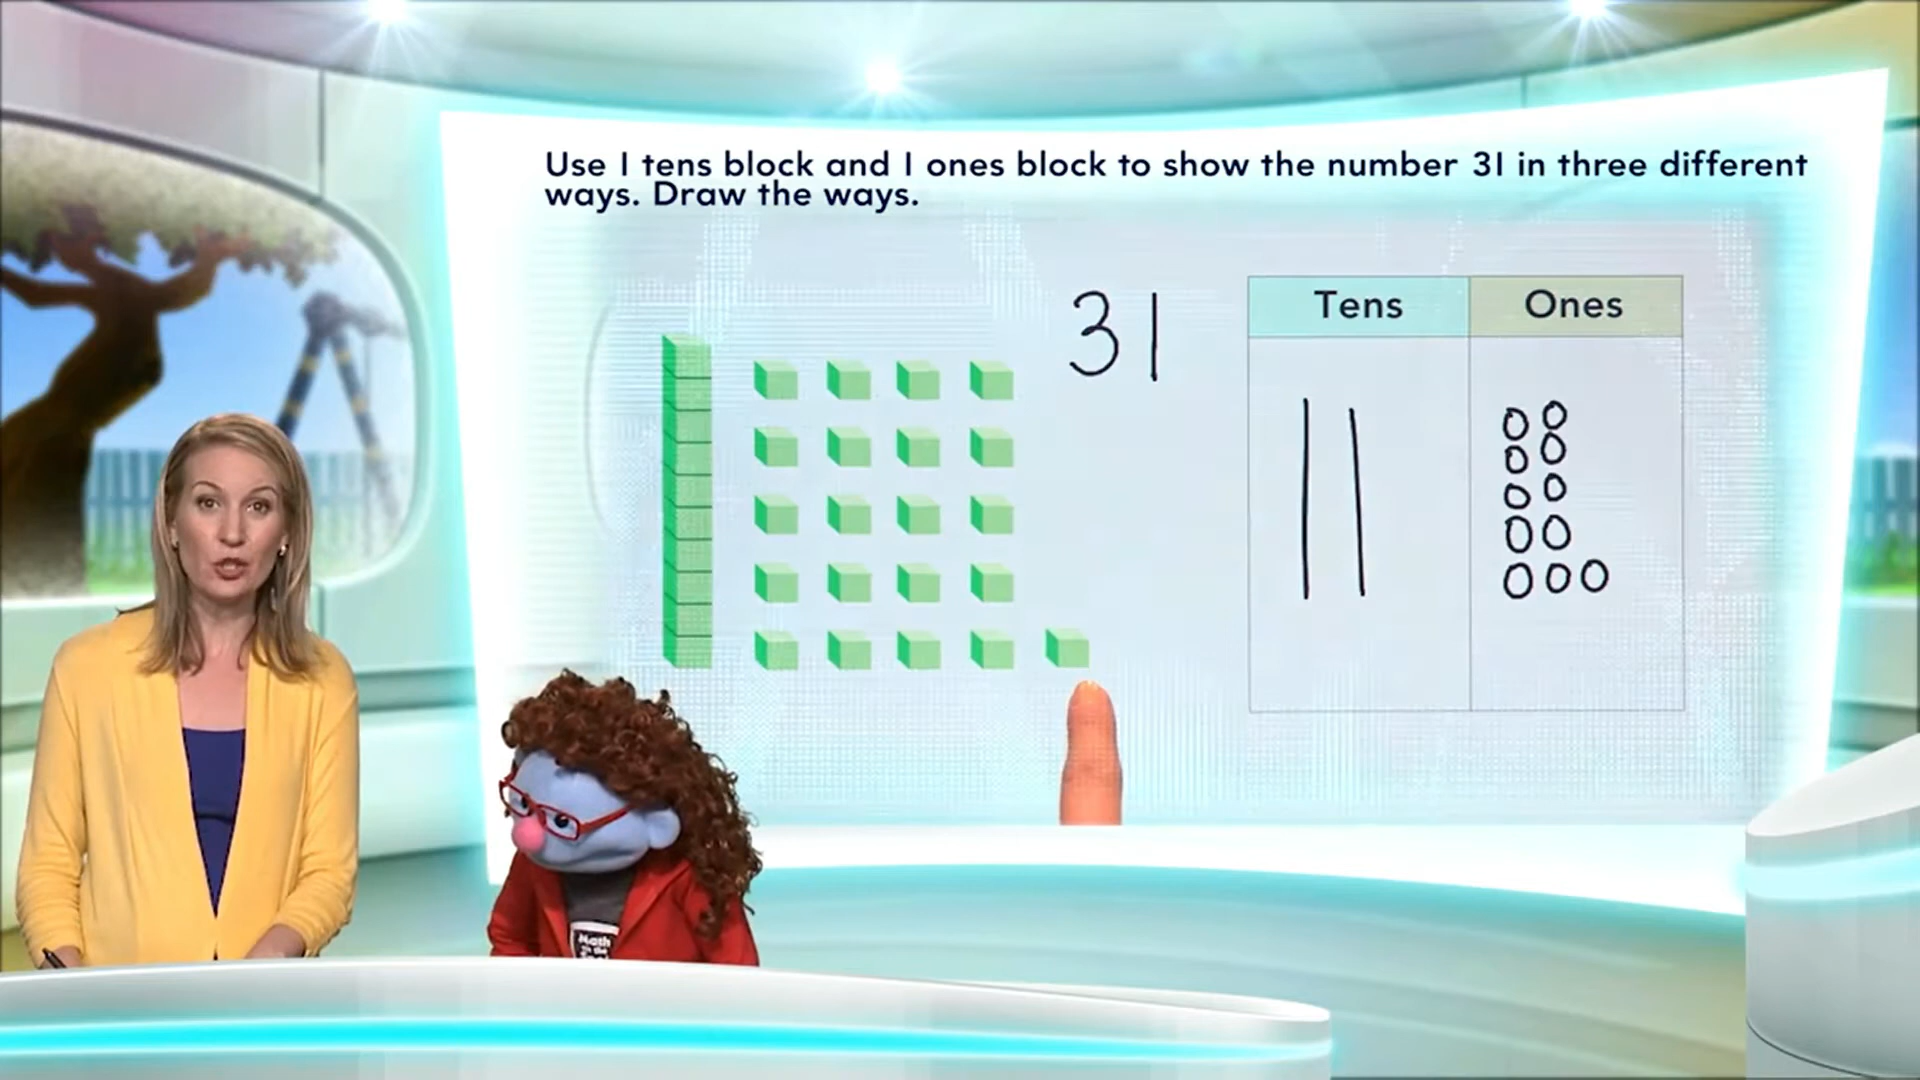 Use 1 tens block and 1 ones block to show the number 31 in three different
ways. Draw the ways.
31
Tens
Ones
Math